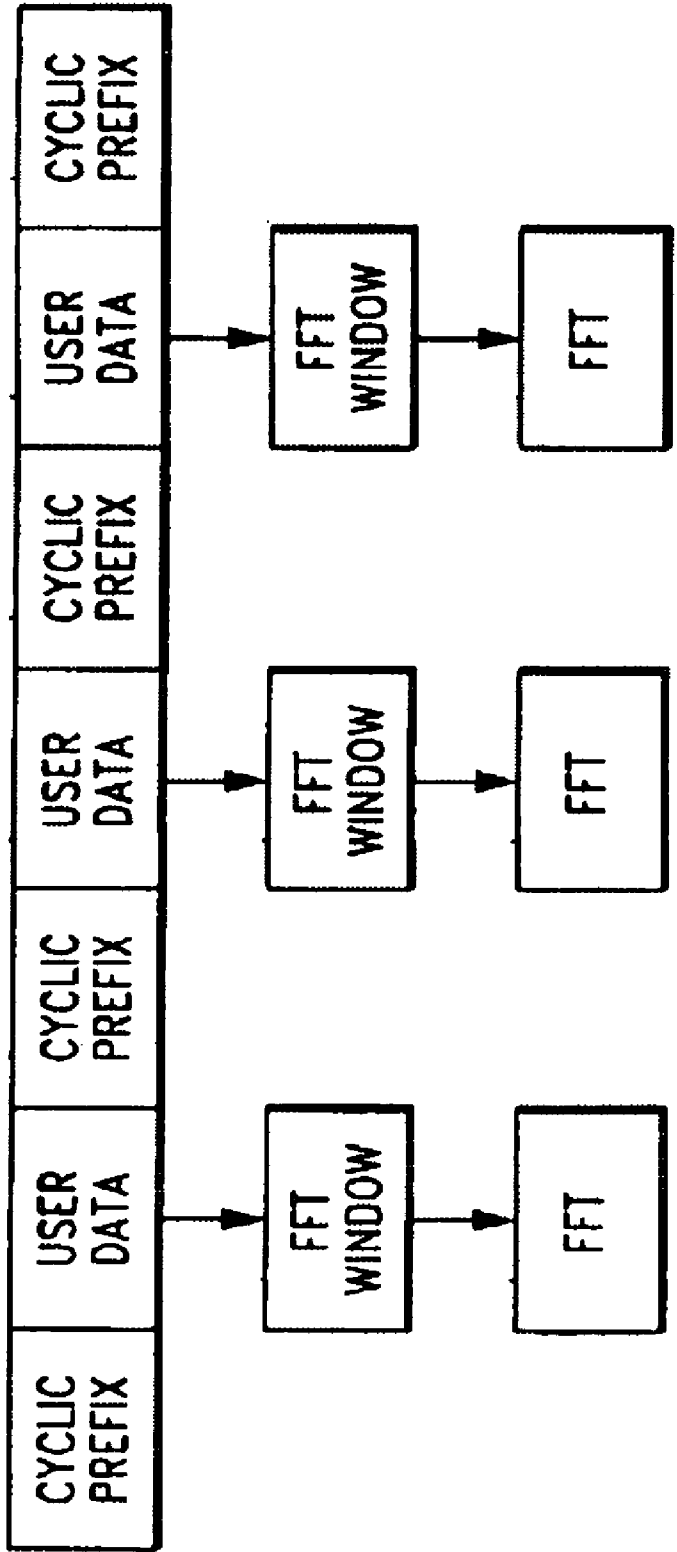 CYCLIC
PREFIX
USER
DATA
CYCLIC
PREFIX
USER
DATA
CYCLIC
PREFIX
USER
DATA
CYCLIC
PREFIX
FFT
WINDOW
FFT
WINDOW
FFT
WINDOW
FFT
FFT
FFT